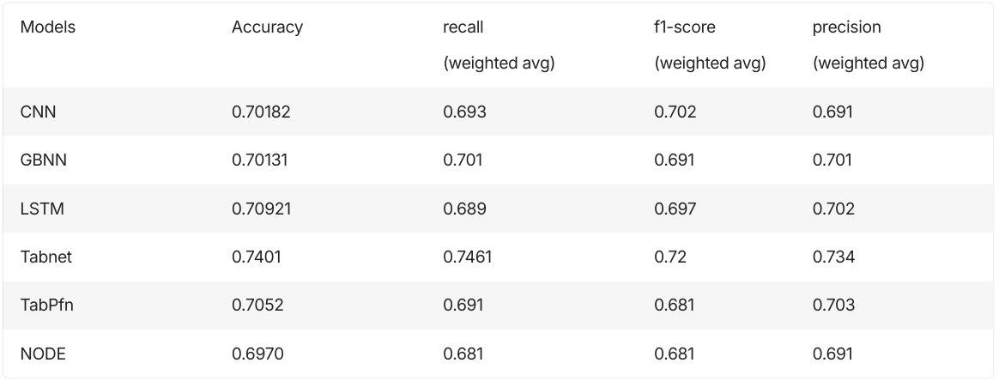 Models Accuracy recall f1-score precision
(weighted avg) (weighted avg) (weighted avg)
CNN 0.70182 0.693 0.702 0.691
GBNN 0.70131 0.701 0.691 0.701
LSTM 0.70921 0.689 0.697 0.702
Tabnet 0.7401 0.7461 0.72 0.734
TabPfn 0.7052 0.691 0.681 0.703
NODE 0.6970 0.681 0.681 0.691